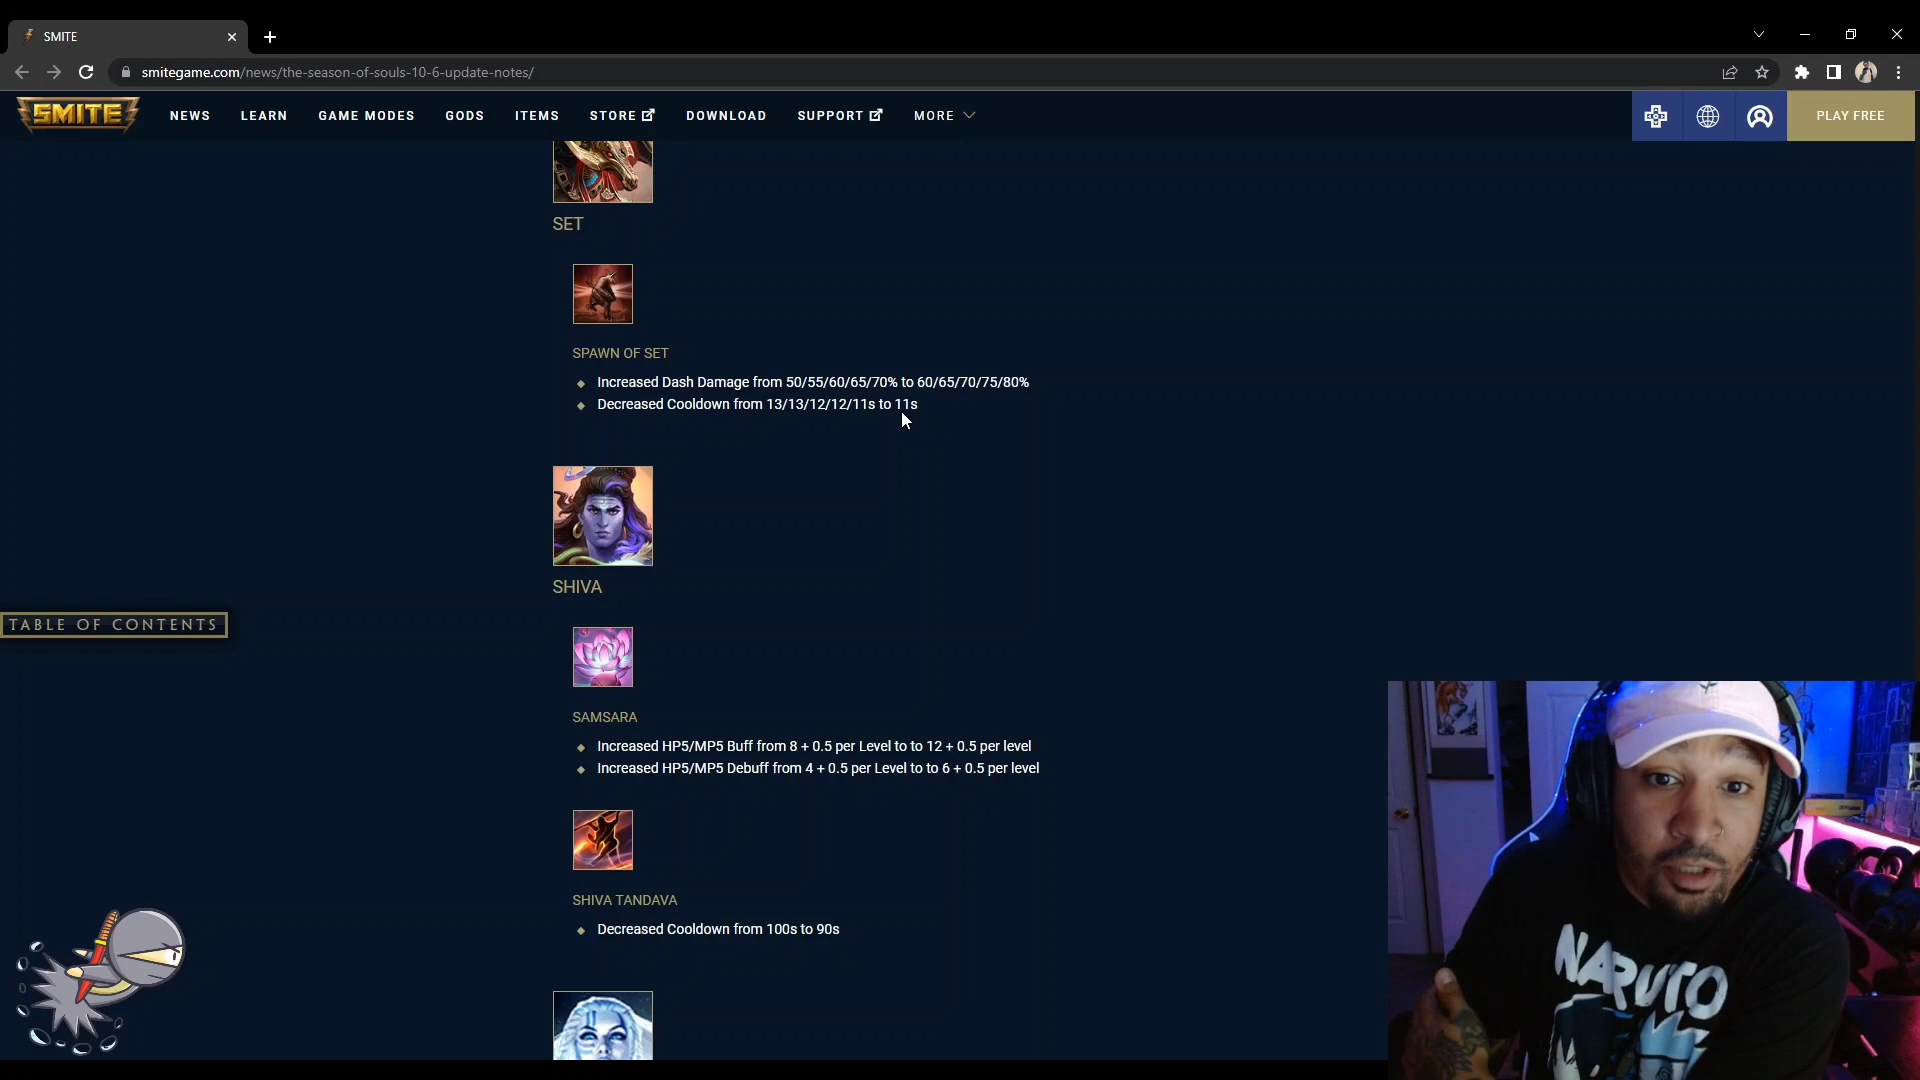 SMITE
smitegame.com/news/the-season-of-souls-10-6-update-notes/
SMITE NEWS LEARN GAME MODES GODS ITEMS STORE DOWNLOAD SUPPORT MORE PLAY FREE
SET
SPAWN OF SET
Increased Dash Damage from 50/55/60/65/70% to 60/65/70/75/80%
Decreased Cooldown from 13/13/12/12/11s to 11s
SHIVA
TABLE OF CONTENTS
SAMSARA
Increased HP5/MP5 Buff from 8 + 0.5 per Level to to 12 + 0.5 per level
Increased HP5/MP5 Debuff from 4 + 0.5 per Level to to 6 + 0.5 per level
SHIVA TANDAVA
Decreased Cooldown from 100s to 90s
NARUTO